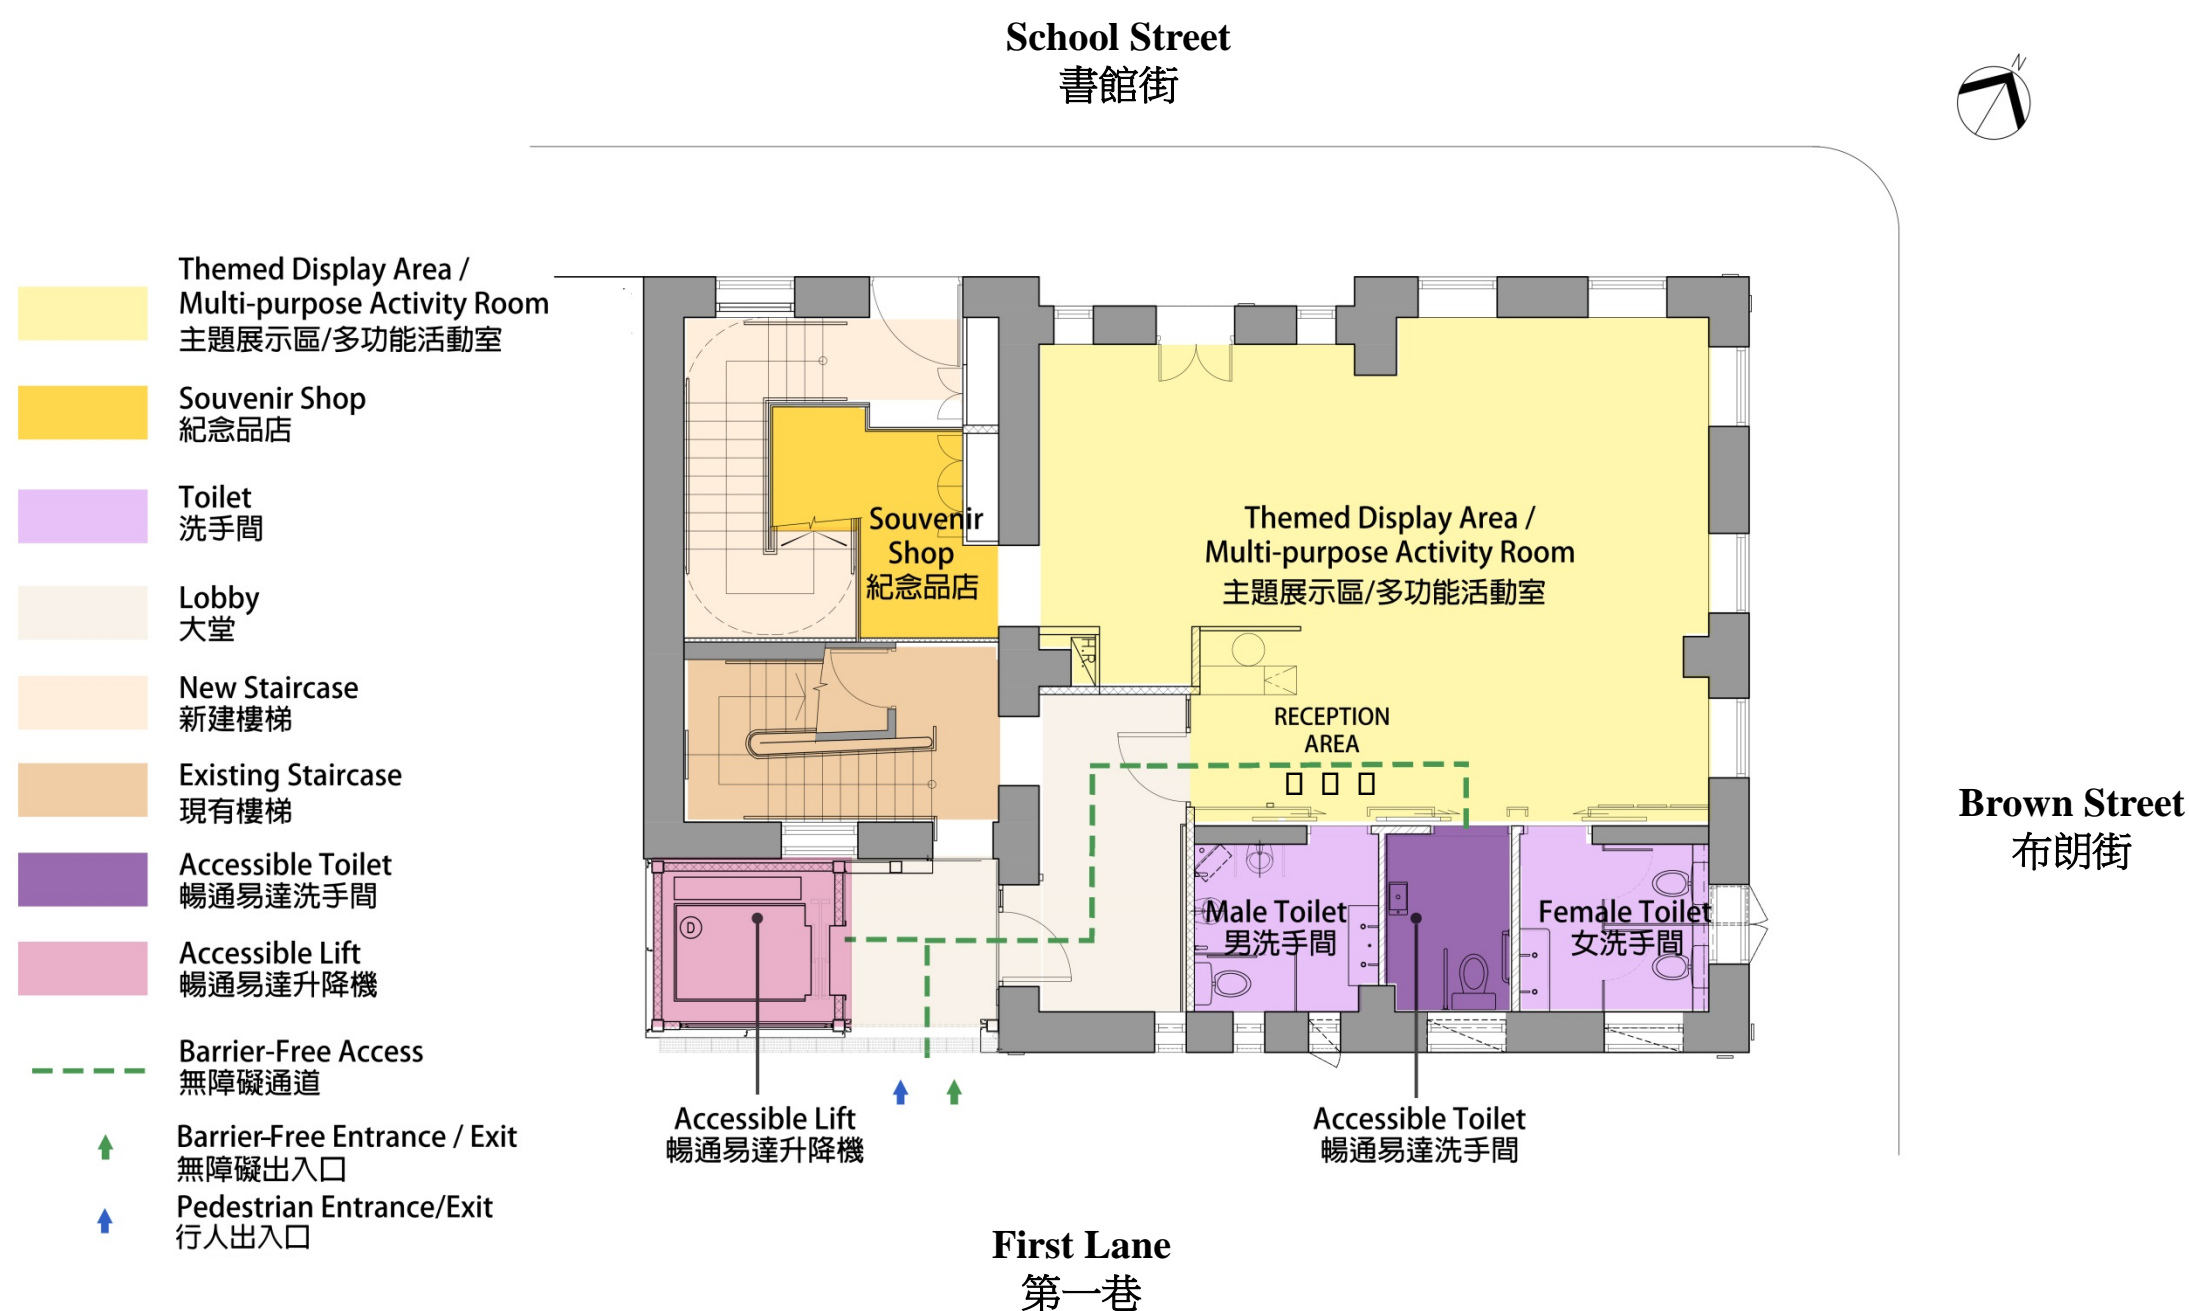 School Street
書館街
N
Themed Display Area /
Multi-purpose Activity Room
主題展示區/多功能活動室
Souvenir Shop
紀念品店
Toilet
洗手間
Lobby
大堂
New Staircase
新建樓梯
Existing Staircase
現有樓梯
Accessible Toilet
暢通易達洗手間
Accessible Lift
暢通易達升降機
Barrier-Free Access
無障礙通道
Barrier-Free Entrance / Exit
無障礙出入口
Pedestrian Entrance/Exit
行人出入口
Souvenir
Shop
紀念品店
Themed Display Area /
Multi-purpose Activity Room
主題展示區/多功能活動室
H.R.
RECEPTION
AREA
D
Male Toilet
男洗手間
Female Toilet
女洗手間
Accessible Lift
暢通易達升降機
Accessible Toilet
暢通易達洗手間
Brown Street
布朗街
First Lane
第一巷